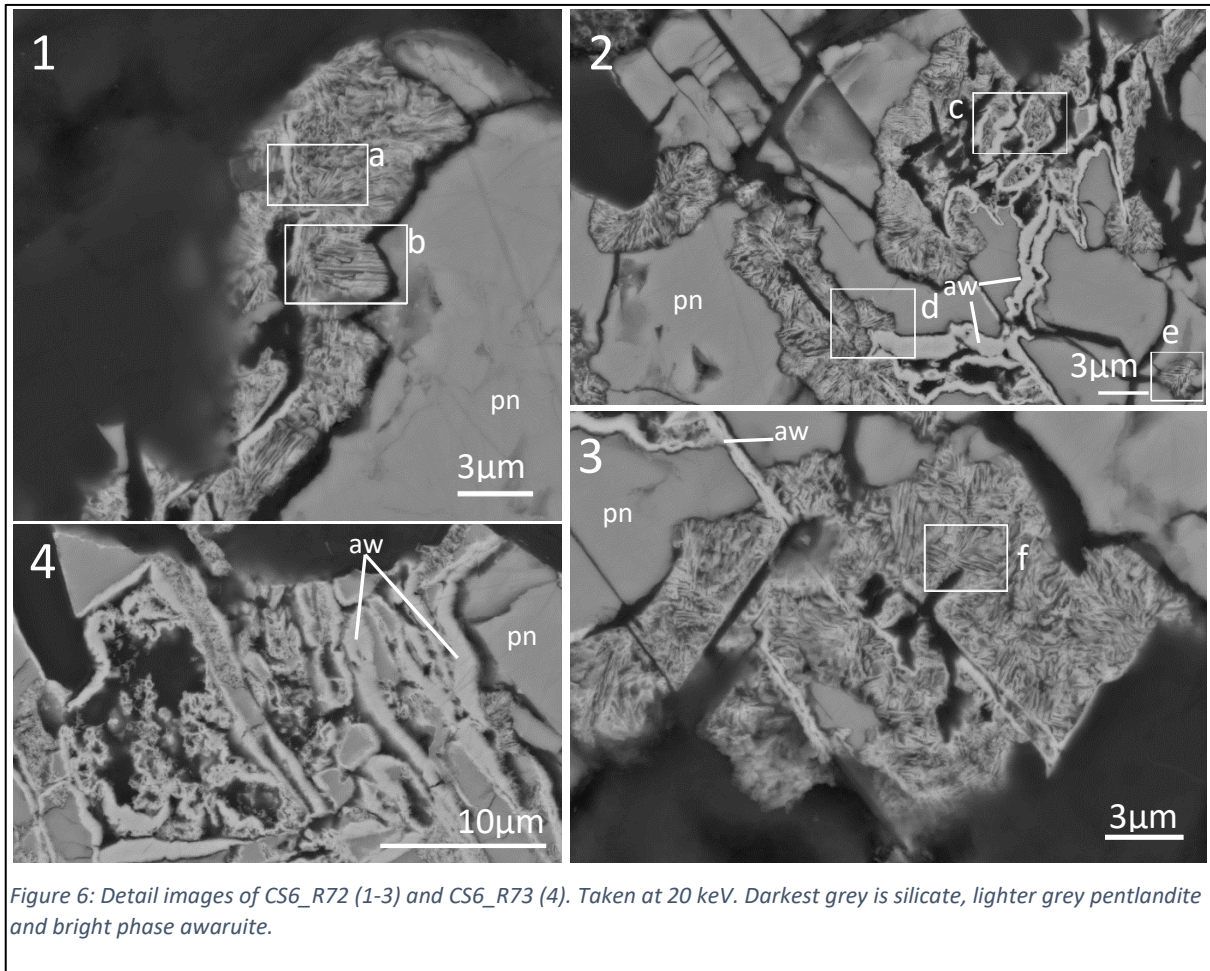 1
a
b
pn
3µm
2
c
pn
d
aw
e
3µm
3
aw
pn
f
3µm
4
aw
pn
10µm
Figure 6: Detail images of CS6_R72 (1-3) and CS6_R73 (4). Taken at 20 keV. Darkest grey is silicate, lighter grey pentlandite
and bright phase awaruite.